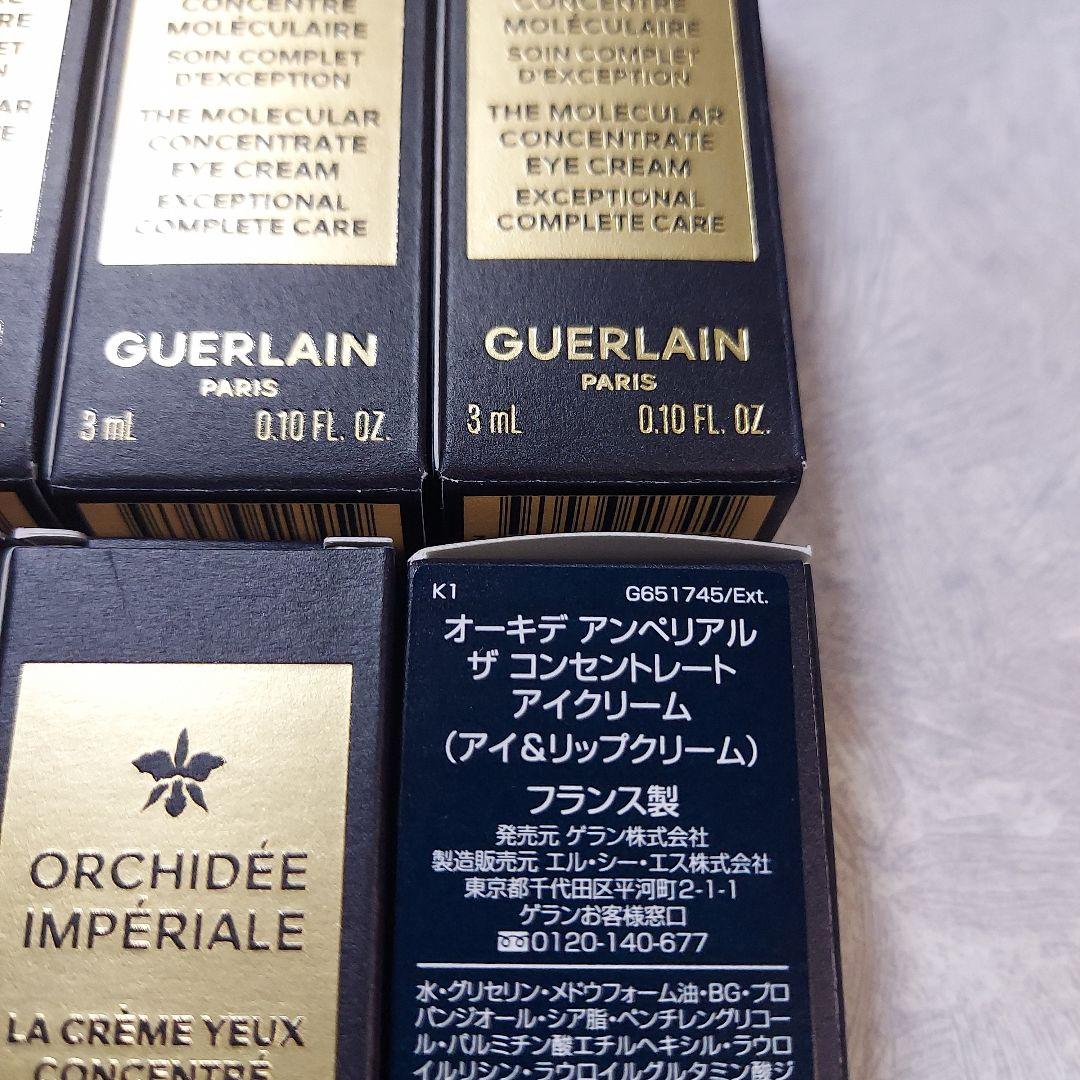 CONCENTRÉ
MOLÉCULAIRE
SOIN COMPLET
D'EXCEPTION
THE MOLECULAR
CONCENTRATE
EYE CREAM
EXCEPTIONAL
COMPLETE CARE
GUERLAIN
PARIS
3 mL 0.10 FL. OZ.
CONCENTRÉ
MOLÉCULAIRE
SOIN COMPLET
D'EXCEPTION
THE MOLECULAR
CONCENTRATE
EYE CREAM
EXCEPTIONAL
COMPLETE CARE
GUERLAIN
PARIS
3 mL 0.10 FL. OZ.
ORCHIDÉE
IMPÉRIALE
LA CRÈME YEUX
CONCENTRÉ
K1 G651745/Ext.
オーキデ アンペリアル
ザ コンセントレート
アイクリーム
(アイ&リップクリーム)
フランス製
発売元 ゲラン株式会社
製造販売元 エル・シー・エス株式会社
東京都千代田区平河町2-1-1
ゲランお客様窓口
0120-140-677
水・グリセリン・メドウフォーム油・BG・プロ
パンジオール・シア脂・ペンチレングリコー
ル・パルミチン酸エチルヘキシル・ラウロ
イルリシン・ラウロイルグルタミン酸ジ